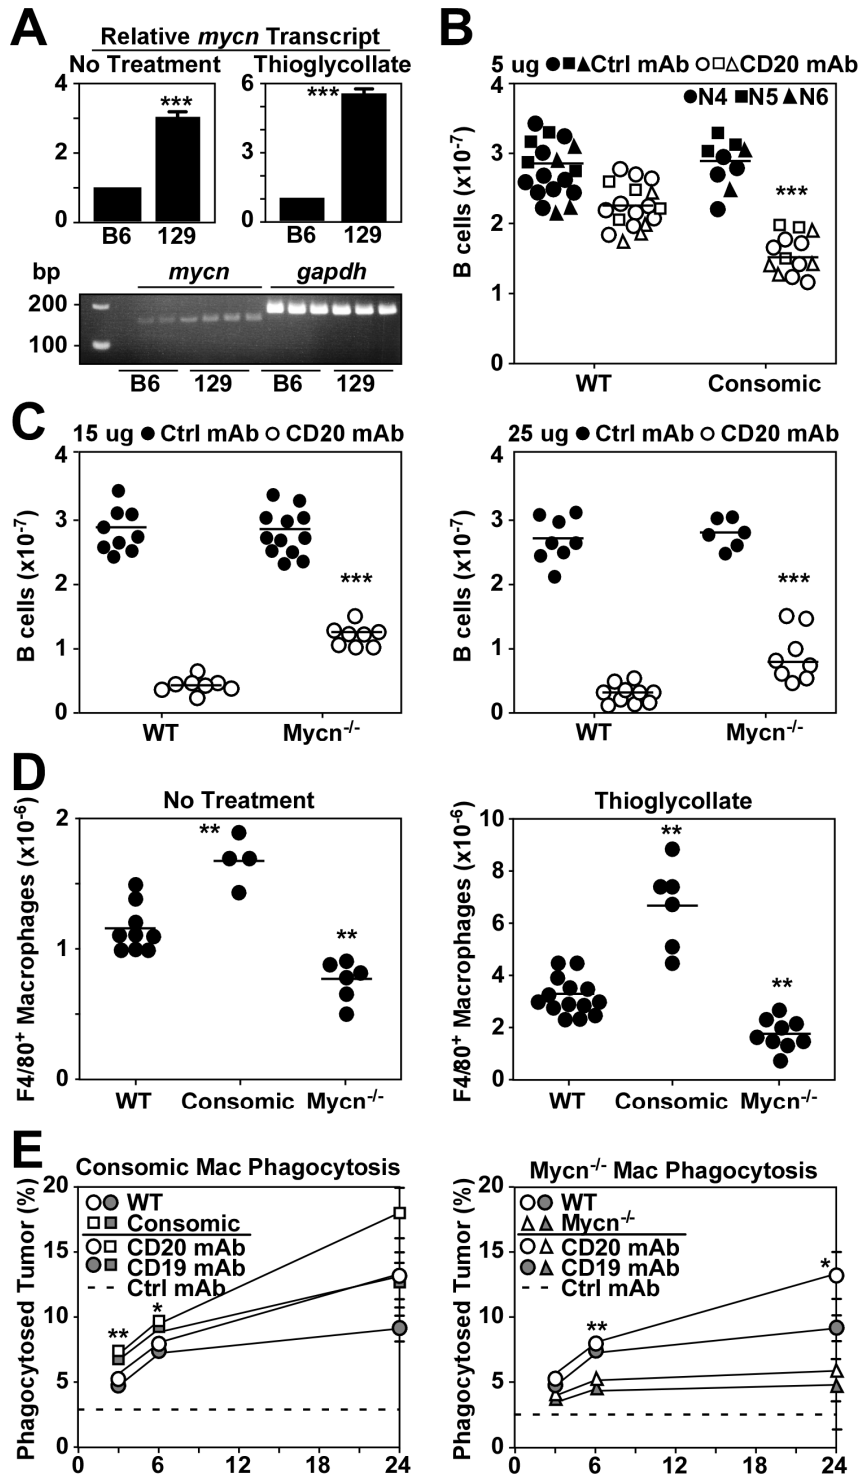 A
Relative mycn Transcript
No Treatment
Thioglycollate
4
2
0
***
B6 129
6
3
0
***
B6 129
bp
mycn gapdh
200
100
B6 129 B6 129
B
5 ug ●■▲Ctrl mAb ○□△CD20 mAb
●N4 ■N5 ▲N6
B cells (x10-7)
4
3
2
1
0
***
WT Consomic
C
15 ug ● Ctrl mAb ○ CD20 mAb
B cells (x10-7)
4
3
2
1
0
***
WT Mycn-/-
25 ug ● Ctrl mAb ○ CD20 mAb
B cells (x10-7)
4
3
2
1
0
***
WT Mycn-/-
D
No Treatment
F4/80+ Macrophages (x10-6)
2
1
0
**
**
WT Consomic Mycn-/-
Thioglycollate
F4/80+ Macrophages (x10-6)
10
8
6
4
2
0
**
**
WT Consomic Mycn-/-
E
Consomic Mac Phagocytosis
Phagocytosed Tumor (%)
20
15
10
5
0
WT
Consomic
CD20 mAb
CD19 mAb
Ctrl mAb
**
*
0 6 12 18 24
Mycn-/- Mac Phagocytosis
Phagocytosed Tumor (%)
20
15
10
5
0
WT
Mycn-/-
CD20 mAb
CD19 mAb
Ctrl mAb
**
*
0 6 12 18 24